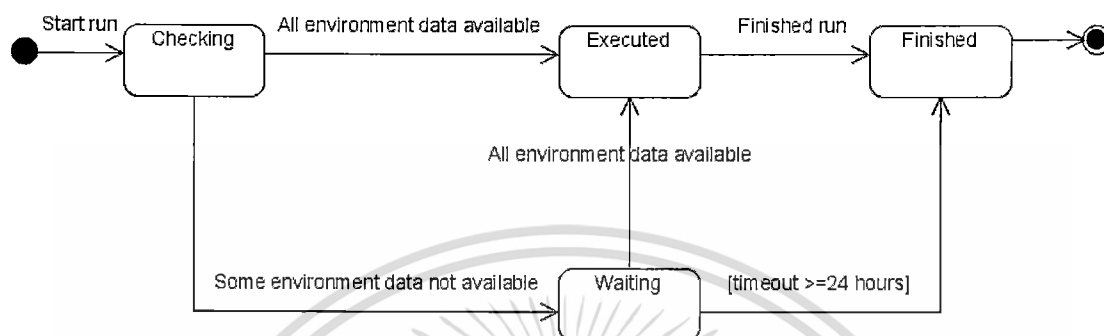 Start run
Checking
All environment data available
Executed
Finished run
Finished
All environment data available
Some environment data not available
Waiting
[timeout >=24 hours]